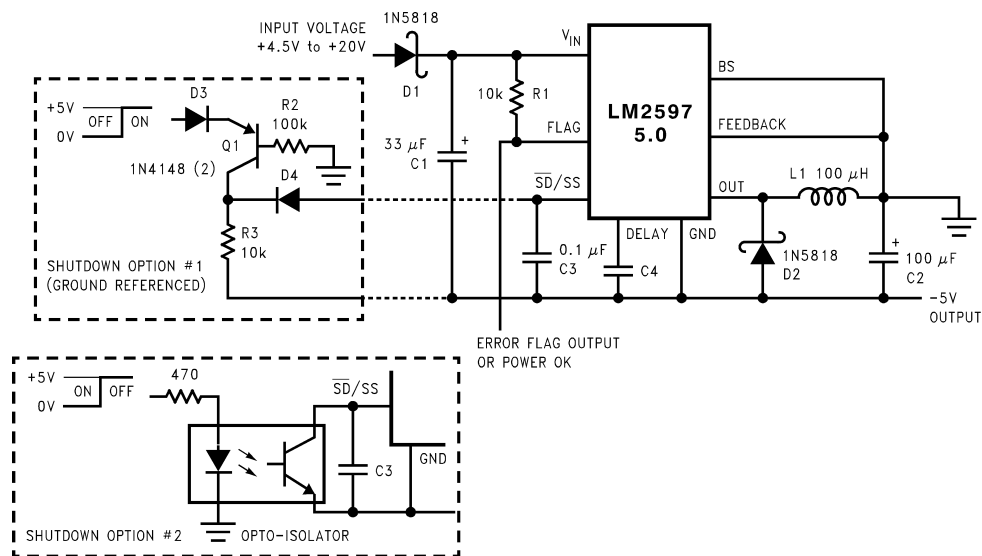 1N5818
INPUT VOLTAGE
+4.5V to +20V
D1
VIN
10k R1
FLAG
33 μF
C1
+
LM2597
5.0
BS
FEEDBACK
OUT
L1 100 μH
SD/SS
DELAY
GND
0.1 μF
C3
C4
1N5818
D2
+
100 μF
C2
-5V
OUTPUT
ERROR FLAG OUTPUT
OR POWER OK
+5V
OFF
ON
0V
D3
R2
100k
Q1
1N4148 (2)
D4
R3
10k
SHUTDOWN OPTION #1
(GROUND REFERENCED)
+5V
ON
OFF
0V
470
SD/SS
C3
GND
SHUTDOWN OPTION #2
OPTO-ISOLATOR